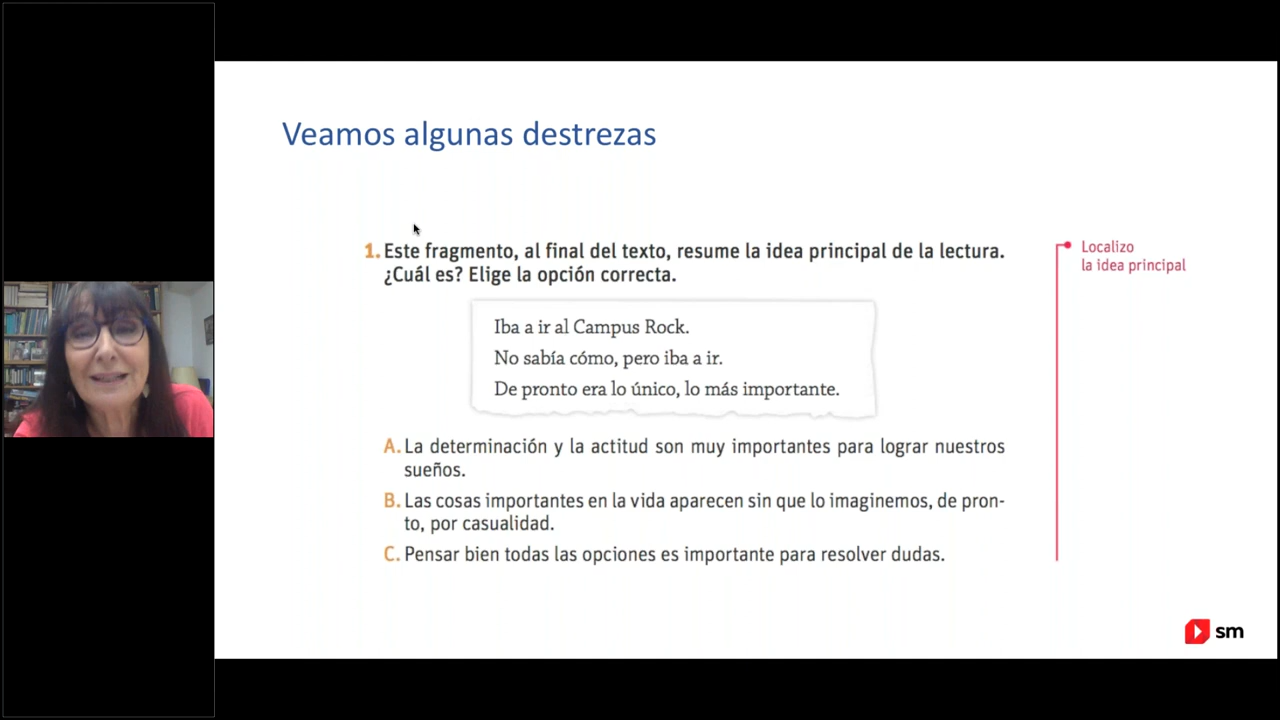 Veamos algunas destrezas
1. Este fragmento, al final del texto, resume la idea principal de la lectura.
¿Cuál es? Elige la opción correcta.
Localizo
la idea principal
Iba a ir al Campus Rock.
No sabía cómo, pero iba a ir.
De pronto era lo único, lo más importante.
A. La determinación y la actitud son muy importantes para lograr nuestros
sueños.
B. Las cosas importantes en la vida aparecen sin que lo imaginemos, de pron-
to, por casualidad.
C. Pensar bien todas las opciones es importante para resolver dudas.
sm